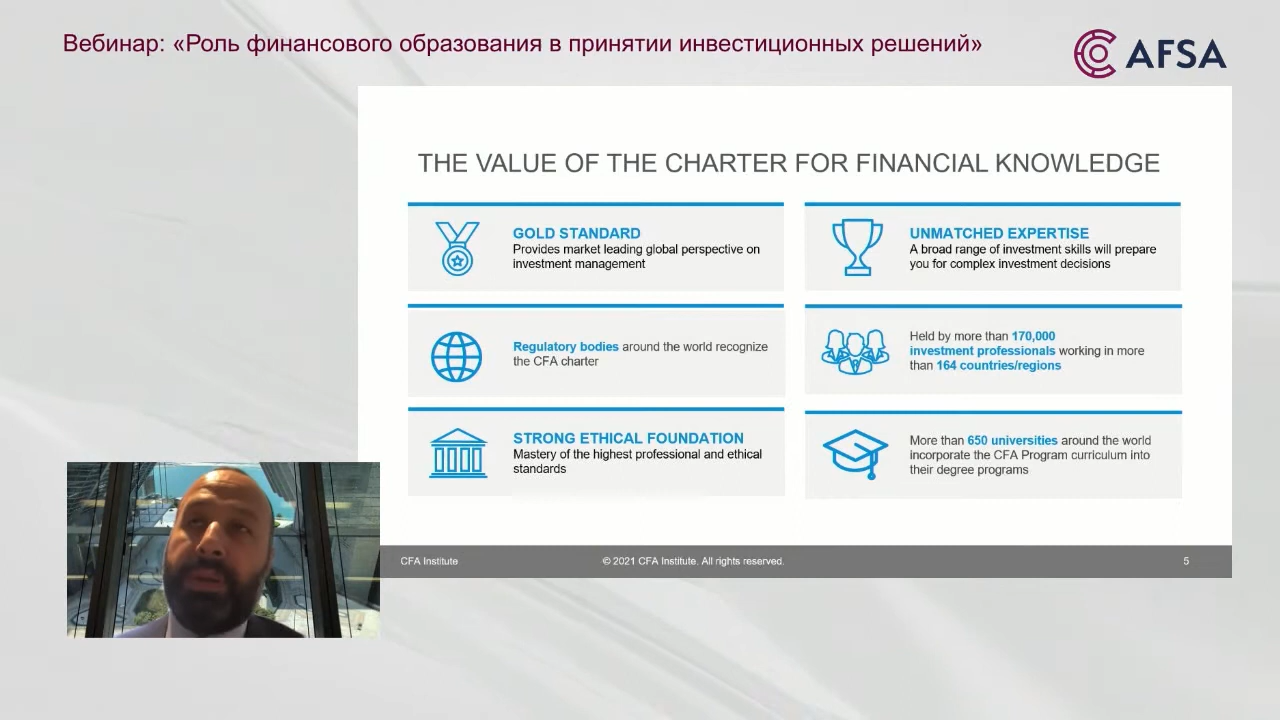 Вебинар: «Роль финансового образования в принятии инвестиционных решений»
AFSA
THE VALUE OF THE CHARTER FOR FINANCIAL KNOWLEDGE
GOLD STANDARD
Provides market leading global perspective on
investment management
UNMATCHED EXPERTISE
A broad range of investment skills will prepare
you for complex investment decisions
Regulatory bodies around the world recognize
the CFA charter
Held by more than 170,000
investment professionals working in more
than 164 countries/regions
STRONG ETHICAL FOUNDATION
Mastery of the highest professional and ethical
standards
More than 650 universities around the world
incorporate the CFA Program curriculum into
their degree programs
CFA Institute
© 2021 CFA Institute. All rights reserved.
5